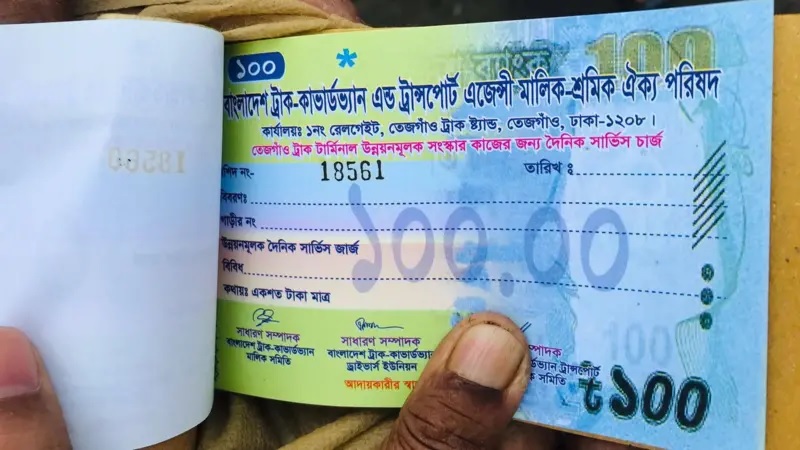 ১০০ *
বাংলাদেশ ট্রাক-কাভার্ডভ্যান এন্ড ট্রান্সপোর্ট এজেন্সী মালিক-শ্রমিক ঐক্য পরিষদ
কার্যালয়ঃ ১নং রেলগেইট, তেজগাঁও ট্রাক ষ্ট্যান্ড, তেজগাঁও, ঢাকা-১২০৮।
তেজগাঁও ট্রাক টার্মিনাল উন্নয়নমূলক সংস্কার কাজের জন্য দৈনিক সার্ভিস চার্জ
নং- 18561 তারিখ ঃ
বিবরণঃ
গাড়ীর নং
১০০.০০
উন্নয়নমূলক দৈনিক সার্ভিস জার্জ
বিবিধ
কথায়ঃ একশত টাকা মাত্র
100
সাধারণ সম্পাদক
বাংলাদেশ ট্রাক-কাভার্ডভ্যান
মালিক সমিতি
সাধারণ সম্পাদক
বাংলাদেশ ট্রাক-কাভার্ডভ্যান
ড্রাইভার্স ইউনিয়ন
আদায়কারীর
ট্রান্সপোর্ট
সমিতি
৳১০০